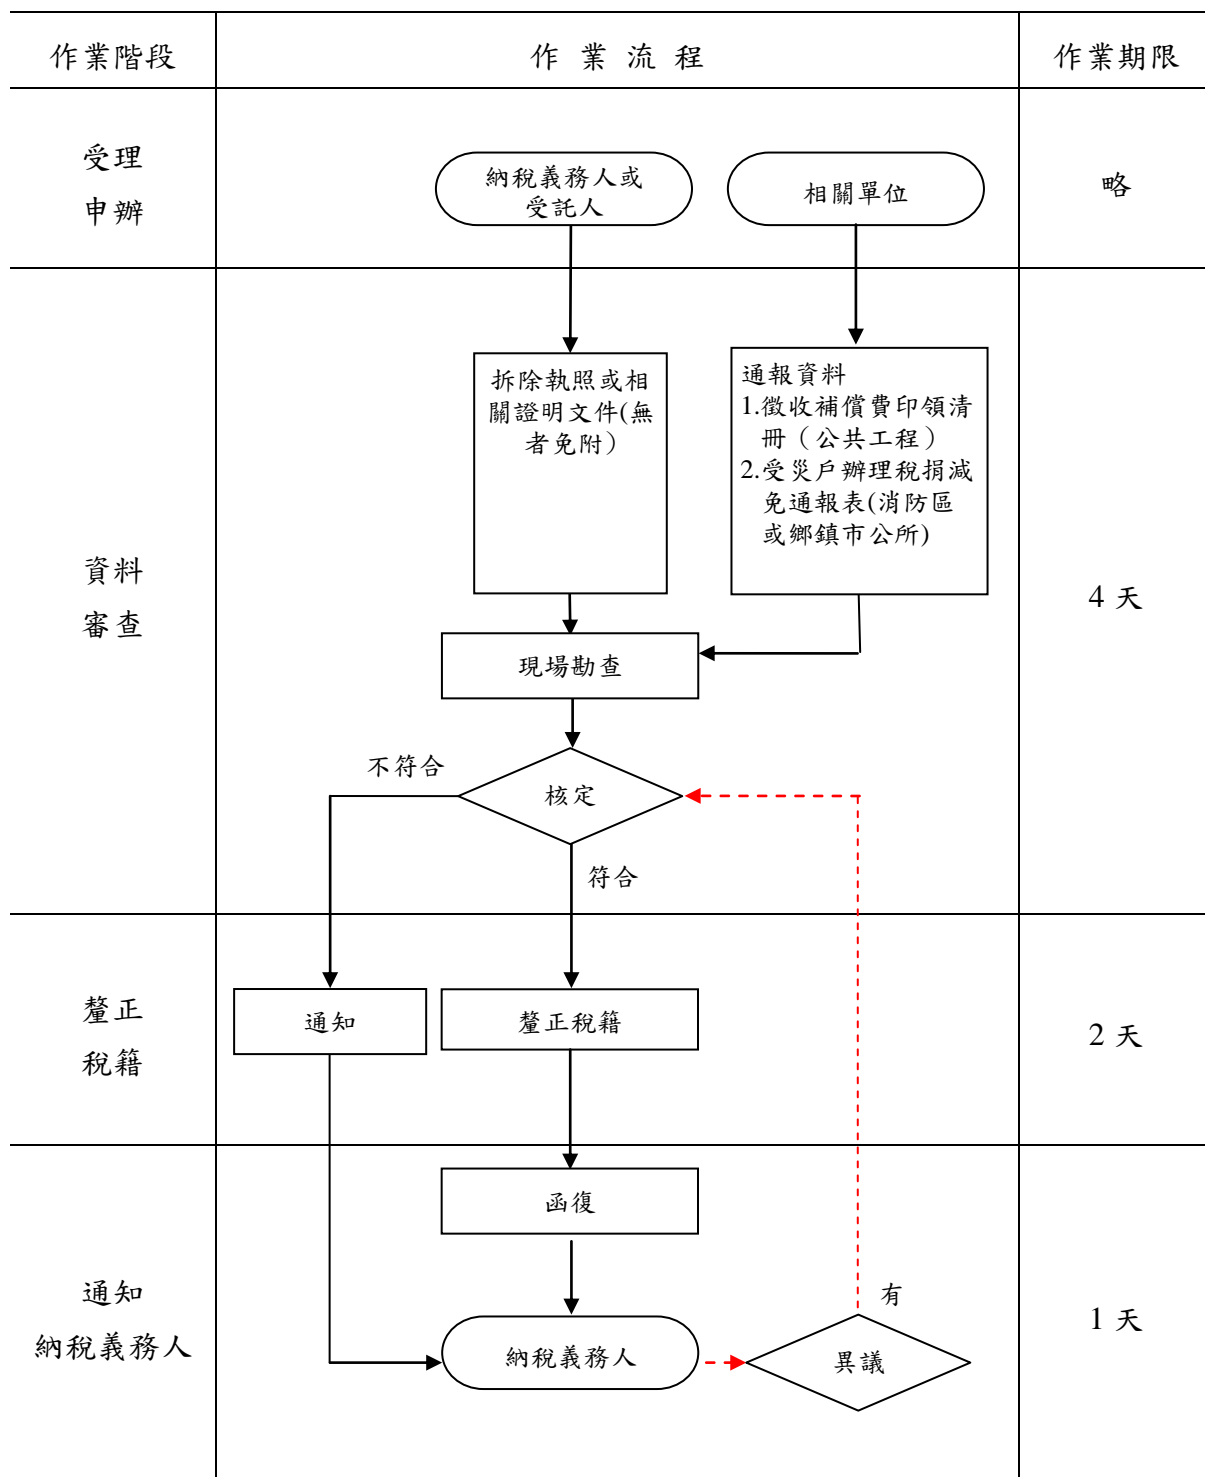 作業階段
作 業 流 程
作業期限
受理
申辦
納稅義務人或
受託人
相關單位
略
資料
審查
拆除執照或相
關證明文件(無
者免附）
通報資料
1.徵收補償費印領清
冊（公共工程）
2.受災戶辦理稅捐減
免通報表(消防區
或鄉鎮市公所)
4 天
現場勘查
不符合
核定
符合
釐正
稅籍
通知
釐正稅籍
2 天
函復
通知
納稅義務人
納稅義務人
有
異議
1 天